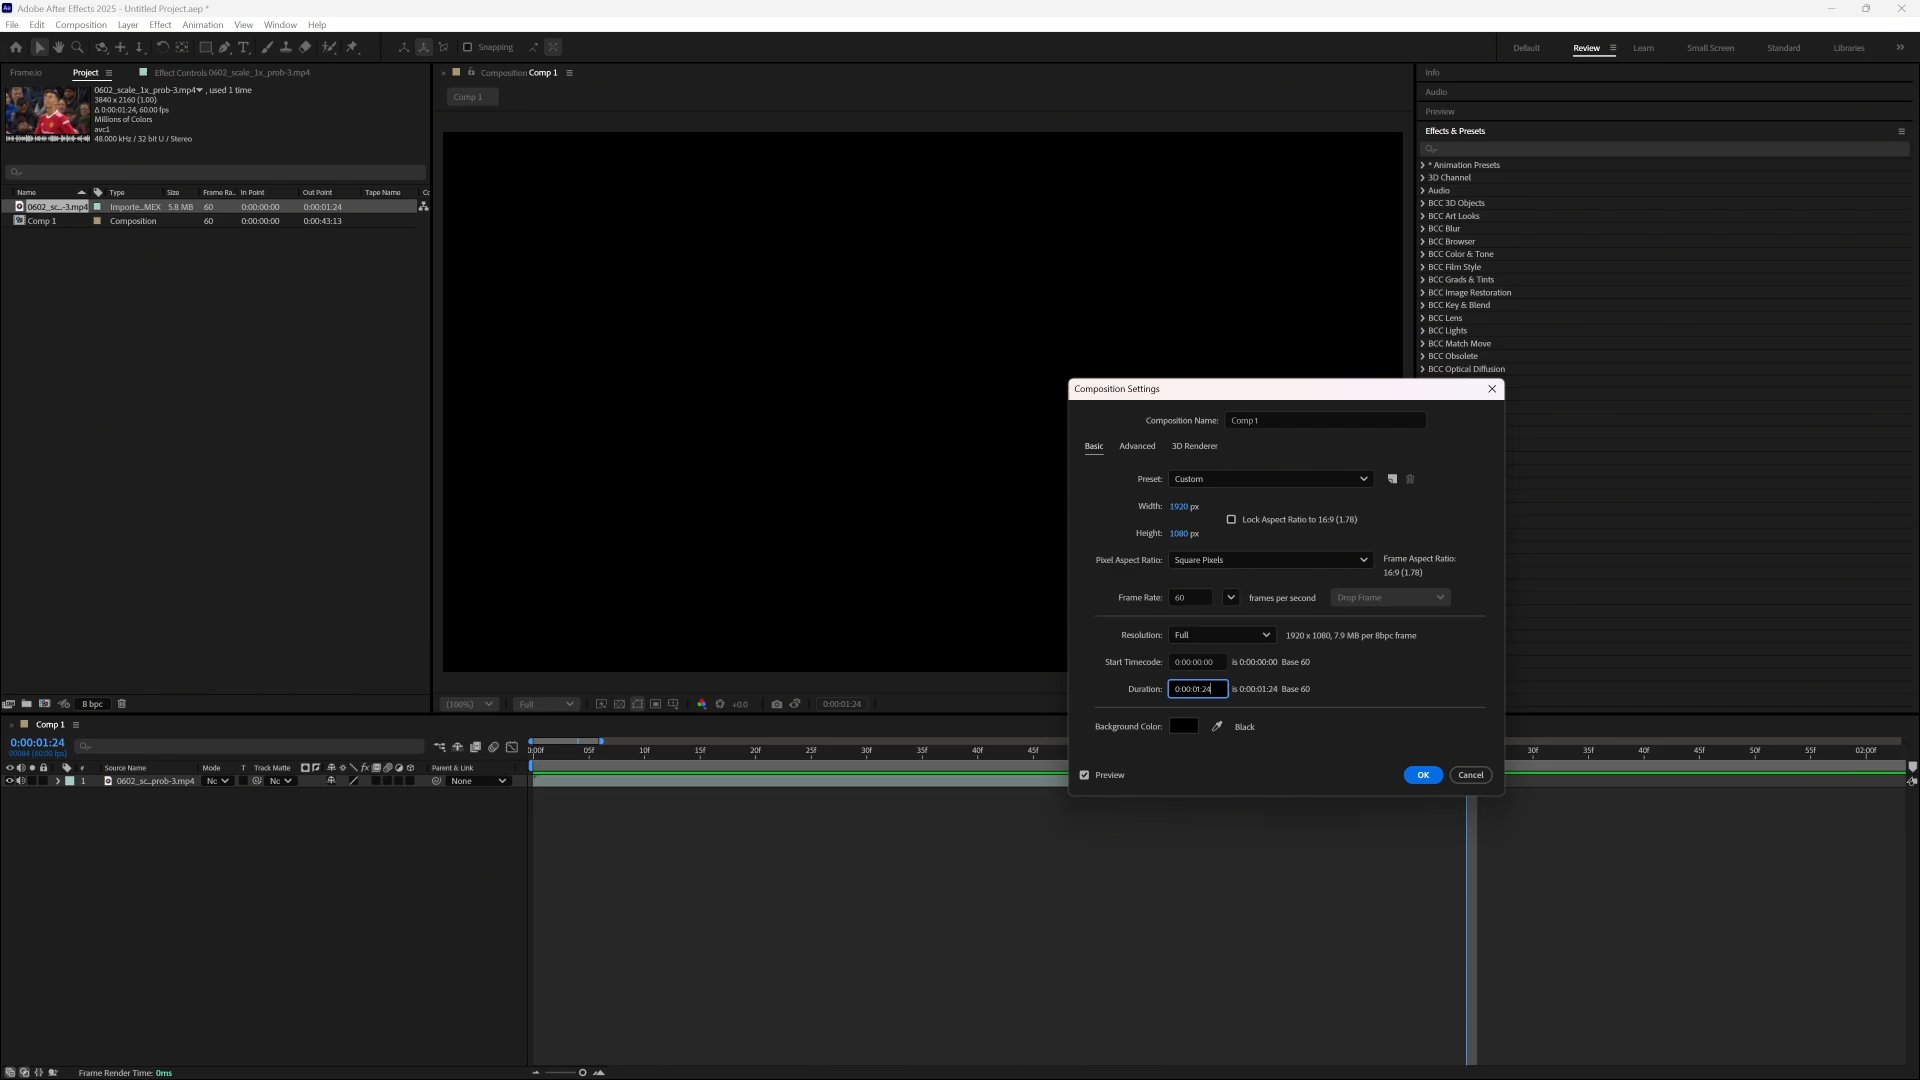 Adobe After Effects 2025 - Untitled Project.aep *
File Edit Composition Layer Effect Animation View Window Help
Snapping
Default Review Learn Small Screen Standard Libraries
Frame.io Project Effect Controls 0602_scale_1x_prob-3.mp4
0602_scale_1x_prob-3.mp4 , used 1 time
3840 x 2160 (1.00)
Δ 0:00:01:24, 60.00 fps
Millions of Colors
avc1
48.000 kHz / 32 bit U / Stereo
Name Type Size Frame Ra... In Point Out Point Tape Name Co
0602_sc...-3.mp4 Importe...MEX 5.8 MB 60 0:00:00:00 0:00:01:24
Comp 1 Composition 60 0:00:00:00 0:00:43:13
8 bpc
Composition Comp 1
Comp 1
(100%) Full +0.0 0:00:01:24
Info
Audio
Preview
Effects & Presets
* Animation Presets
3D Channel
Audio
BCC 3D Objects
BCC Art Looks
BCC Blur
BCC Browser
BCC Color & Tone
BCC Film Style
BCC Grads & Tints
BCC Image Restoration
BCC Key & Blend
BCC Lens
BCC Lights
BCC Match Move
BCC Obsolete
BCC Optical Diffusion
Composition Settings
Composition Name: Comp 1
Basic Advanced 3D Renderer
Preset: Custom
Width: 1920 px
Lock Aspect Ratio to 16:9 (1.78)
Height: 1080 px
Pixel Aspect Ratio: Square Pixels Frame Aspect Ratio:
16:9 (1.78)
Frame Rate: 60 frames per second Drop Frame
Resolution: Full 1920 x 1080, 7.9 MB per 8bpc frame
Start Timecode: 0:00:00:00 is 0:00:00:00 Base 60
Duration: 0:00:01:24 is 0:00:01:24 Base 60
Background Color: Black
Preview OK Cancel
Comp 1
0:00:01:24
00084 (60.00 fps)
0:00f 05f 10f 15f 20f 25f 30f 35f 40f 45f 30f 35f 40f 45f 50f 55f 02:00f
# Source Name Mode T Track Matte fx Parent & Link
1 0602_sc...prob-3.mp4 Nc Nc None
Frame Render Time: 0ms